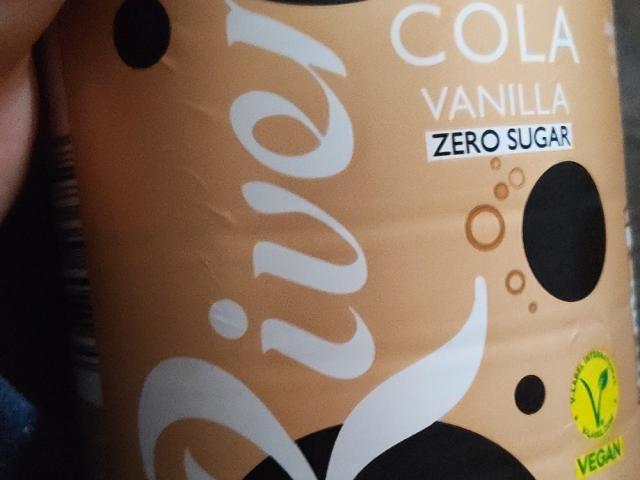 River
COLA
VANILLA
ZERO SUGAR
VEGAN